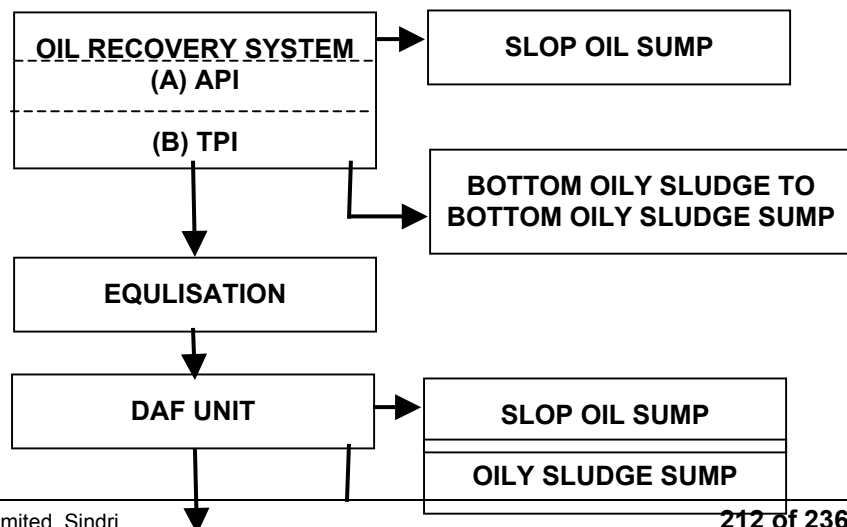 OIL RECOVERY SYSTEM
(A) API
(B) TPI
SLOP OIL SUMP
BOTTOM OILY SLUDGE TO
BOTTOM OILY SLUDGE SUMP
EQULISATION
DAF UNIT
SLOP OIL SUMP
OILY SLUDGE SUMP
mited, Sindri
212 of 236